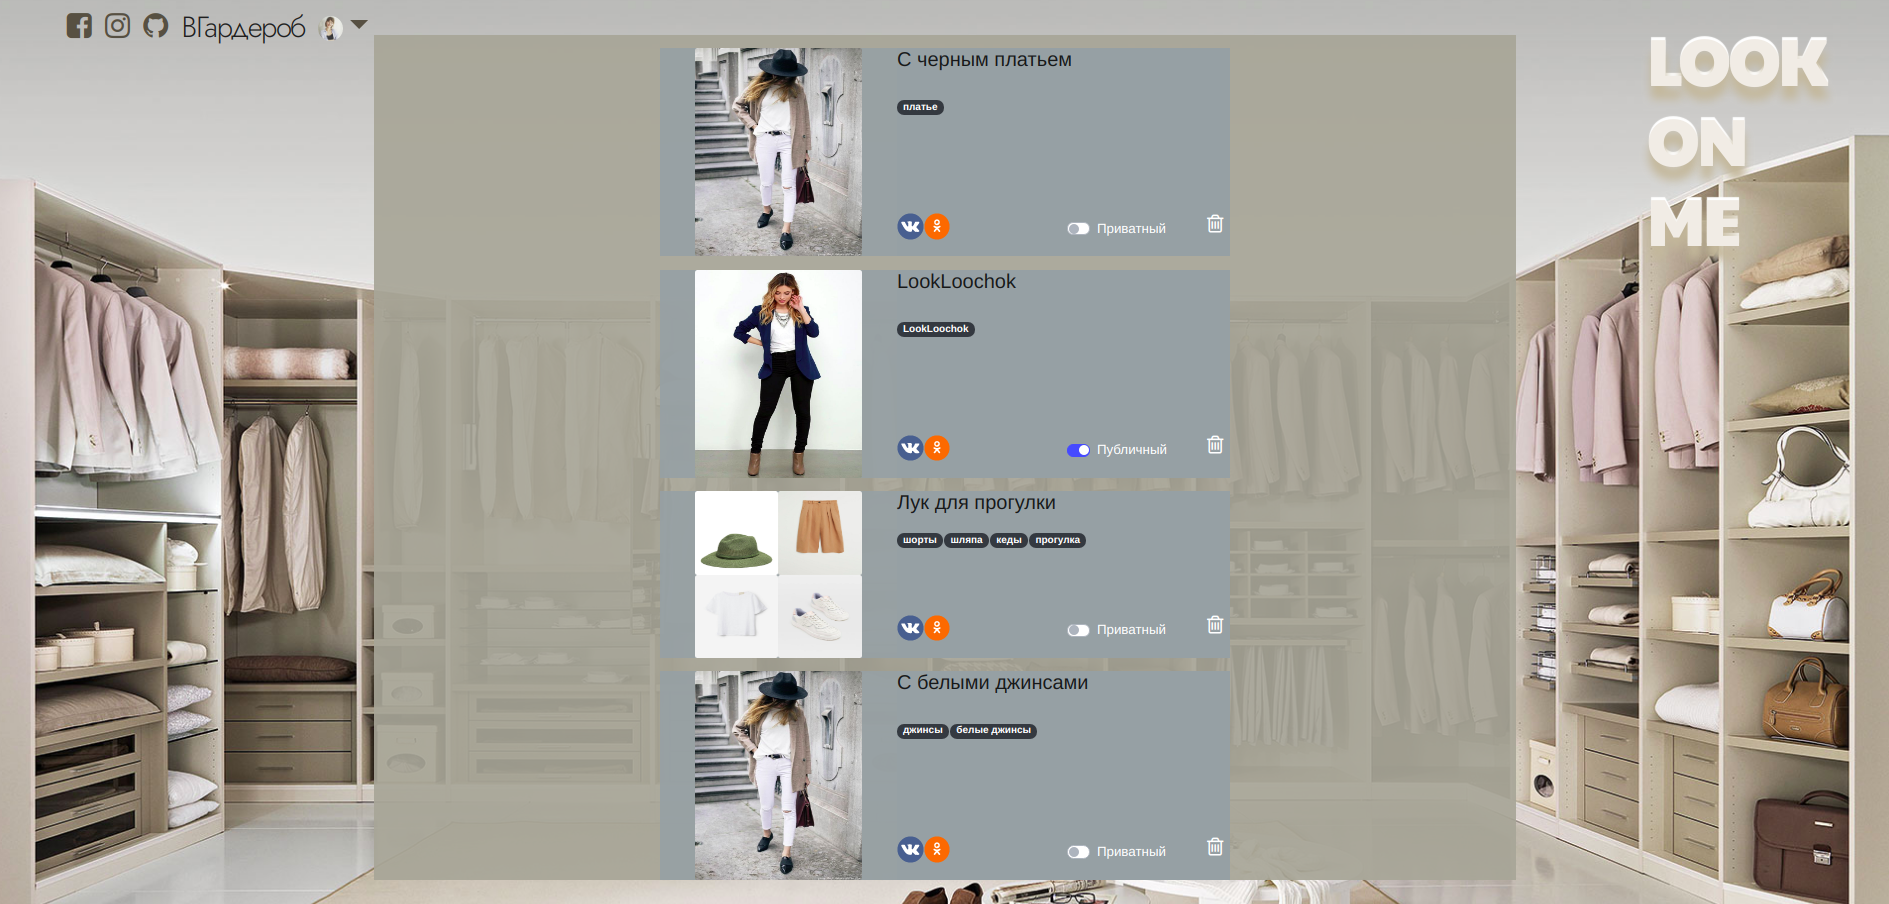 ВГардероб
LOOK
ON
ME
С черным платьем
платье
Приватный
LookLoochok
LookLoochok
Публичный
Лук для прогулки
шорты шляпа кеды прогулка
Приватный
С белыми джинсами
джинсы белые джинсы
Приватный